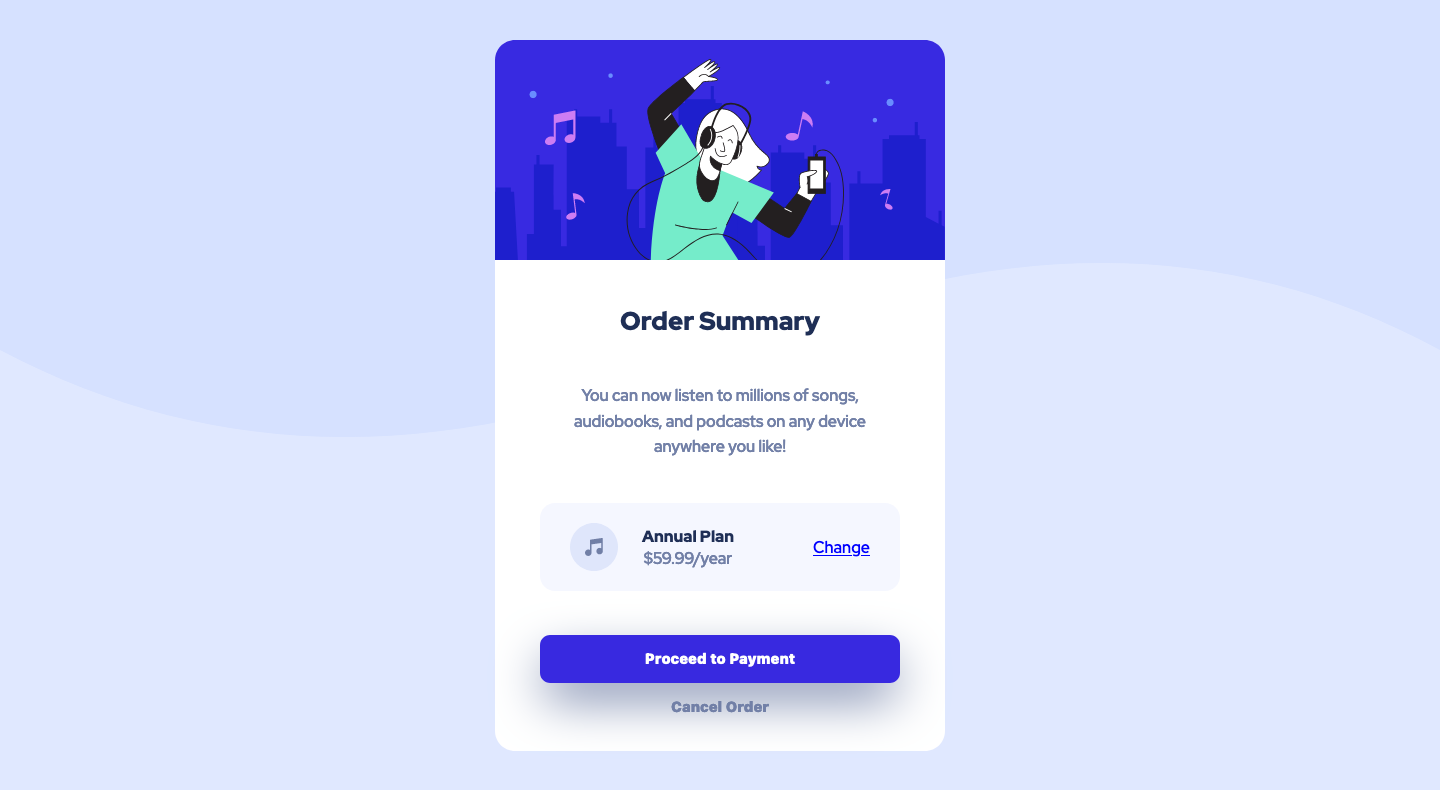 Order Summary
You can now listen to millions of songs,
audiobooks, and podcasts on any device
anywhere you like!
Annual Plan
$59.99/year
Change
Proceed to Payment
Cancel Order